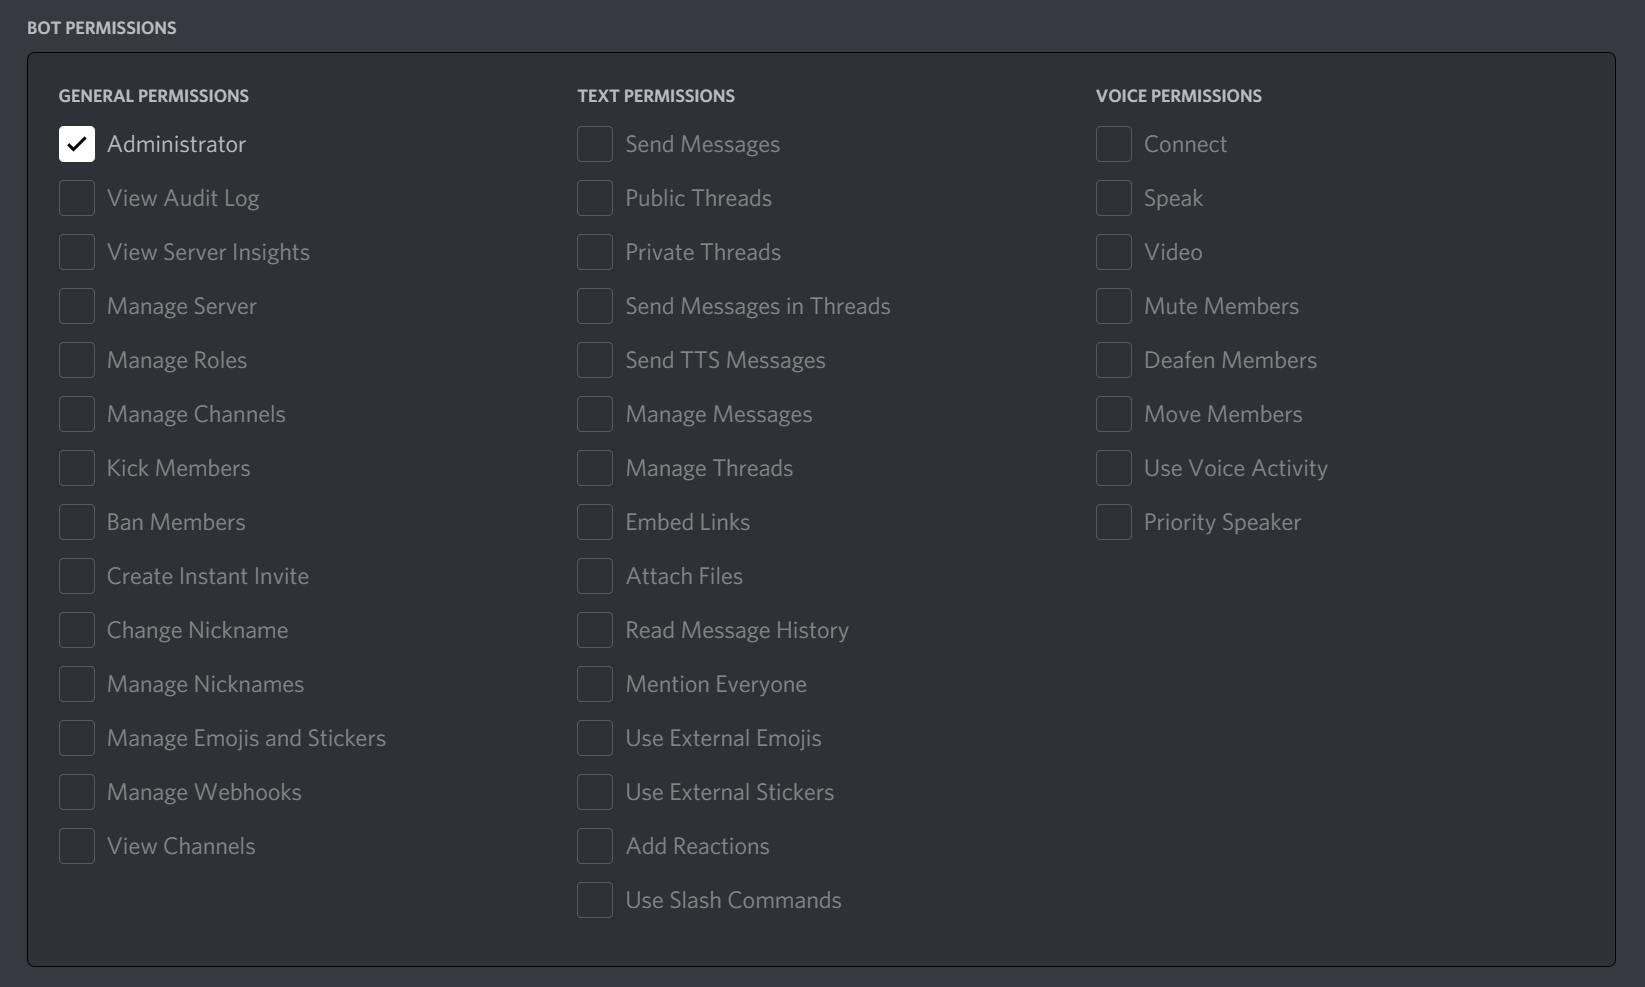 BOT PERMISSIONS
GENERAL PERMISSIONS
Administrator
View Audit Log
View Server Insights
Manage Server
Manage Roles
Manage Channels
Kick Members
Ban Members
Create Instant Invite
Change Nickname
Manage Nicknames
Manage Emojis and Stickers
Manage Webhooks
View Channels
TEXT PERMISSIONS
Send Messages
Public Threads
Private Threads
Send Messages in Threads
Send TTS Messages
Manage Messages
Manage Threads
Embed Links
Attach Files
Read Message History
Mention Everyone
Use External Emojis
Use External Stickers
Add Reactions
Use Slash Commands
VOICE PERMISSIONS
Connect
Speak
Video
Mute Members
Deafen Members
Move Members
Use Voice Activity
Priority Speaker